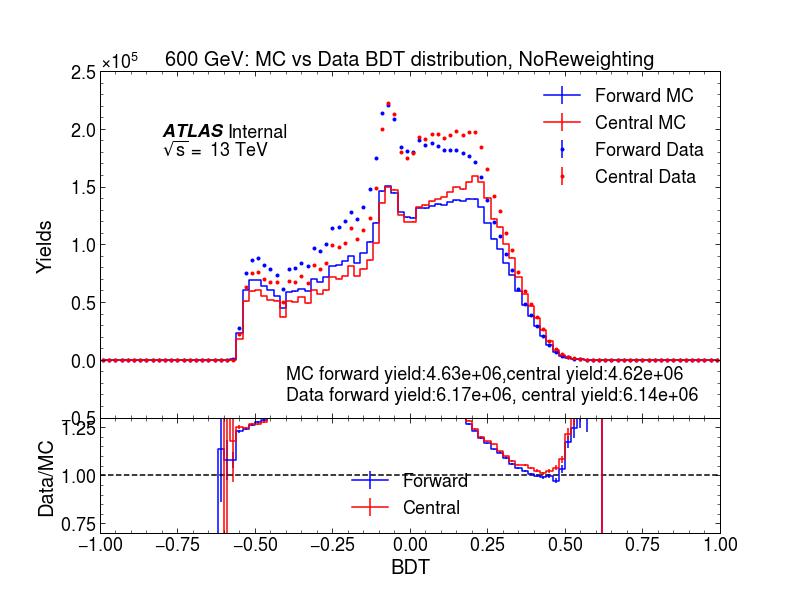 ×10⁵
600 GeV: MC vs Data BDT distribution, NoReweighting
2.5
2.0
1.5
1.0
0.5
0.0
0.5
Yields
ATLAS Internal
√s = 13 TeV
Forward MC
Central MC
Forward Data
Central Data
MC forward yield:4.63e+06,central yield:4.62e+06
Data forward yield:6.17e+06, central yield:6.14e+06
1.25
1.00
0.75
Data/MC
Forward
Central
−1.00 −0.75 −0.50 −0.25 0.00 0.25 0.50 0.75 1.00
BDT